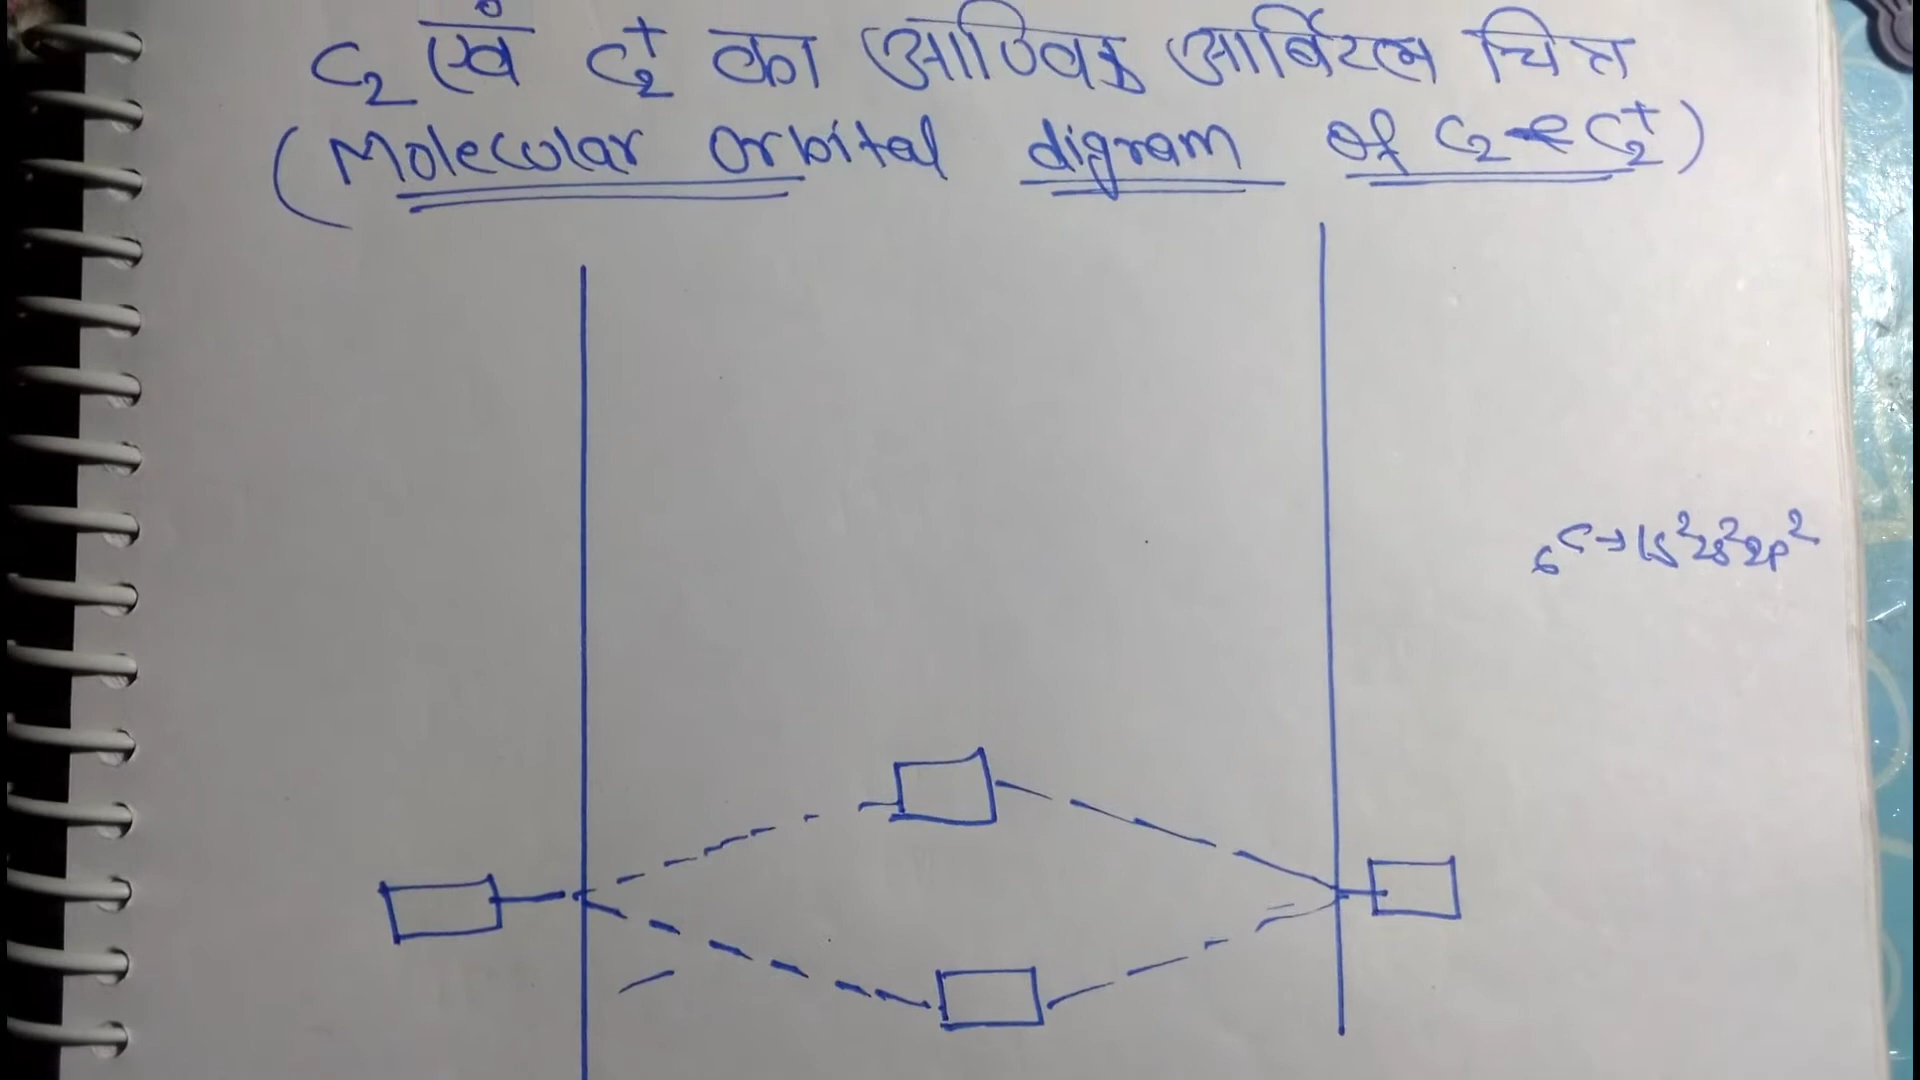 C₂ एवं C₂⁺ का आण्विक आर्बिटल चित्र
(Molecular orbital digram of C₂ & C₂⁺)
₆C→1s²2s²2p²